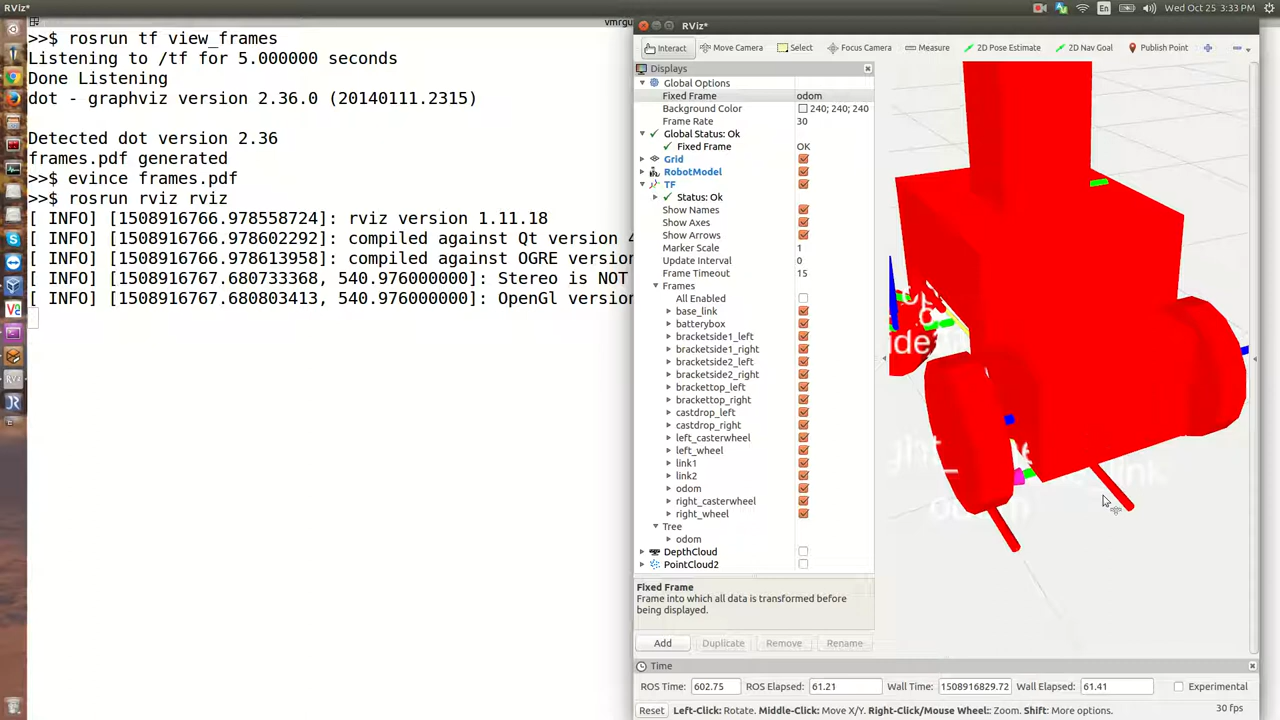 RViz*
En
Wed Oct 25 3:33 PM
vmrgu
>>$ rosrun tf view_frames
Listening to /tf for 5.000000 seconds
Done Listening
dot - graphviz version 2.36.0 (20140111.2315)
Detected dot version 2.36
frames.pdf generated
>>$ evince frames.pdf
>>$ rosrun rviz rviz
[ INFO] [1508916766.978558724]: rviz version 1.11.18
[ INFO] [1508916766.978602292]: compiled against Qt version 4
[ INFO] [1508916766.978613958]: compiled against OGRE version
[ INFO] [1508916767.680733368, 540.976000000]: Stereo is NOT
[ INFO] [1508916767.680803413, 540.976000000]: OpenGl version
RViz*
Interact Move Camera Select Focus Camera Measure 2D Pose Estimate 2D Nav Goal Publish Point
Displays
Global Options
Fixed Frame odom
Background Color 240; 240; 240
Frame Rate 30
Global Status: Ok
Fixed Frame OK
Grid
RobotModel
TF
Status: Ok
Show Names
Show Axes
Show Arrows
Marker Scale 1
Update Interval 0
Frame Timeout 15
Frames
All Enabled
base_link
batterybox
bracketside1_left
bracketside1_right
bracketside2_left
bracketside2_right
brackettop_left
brackettop_right
castdrop_left
castdrop_right
left_casterwheel
left_wheel
link1
link2
odom
right_casterwheel
right_wheel
Tree
odom
DepthCloud
PointCloud2
Fixed Frame
Frame into which all data is transformed before
being displayed.
Add Duplicate Remove Rename
Time
ROS Time: 602.75 ROS Elapsed: 61.21 Wall Time: 1508916829.72 Wall Elapsed: 61.41 Experimental
Reset Left-Click: Rotate. Middle-Click: Move X/Y. Right-Click/Mouse Wheel:: Zoom. Shift: More options. 30 fps